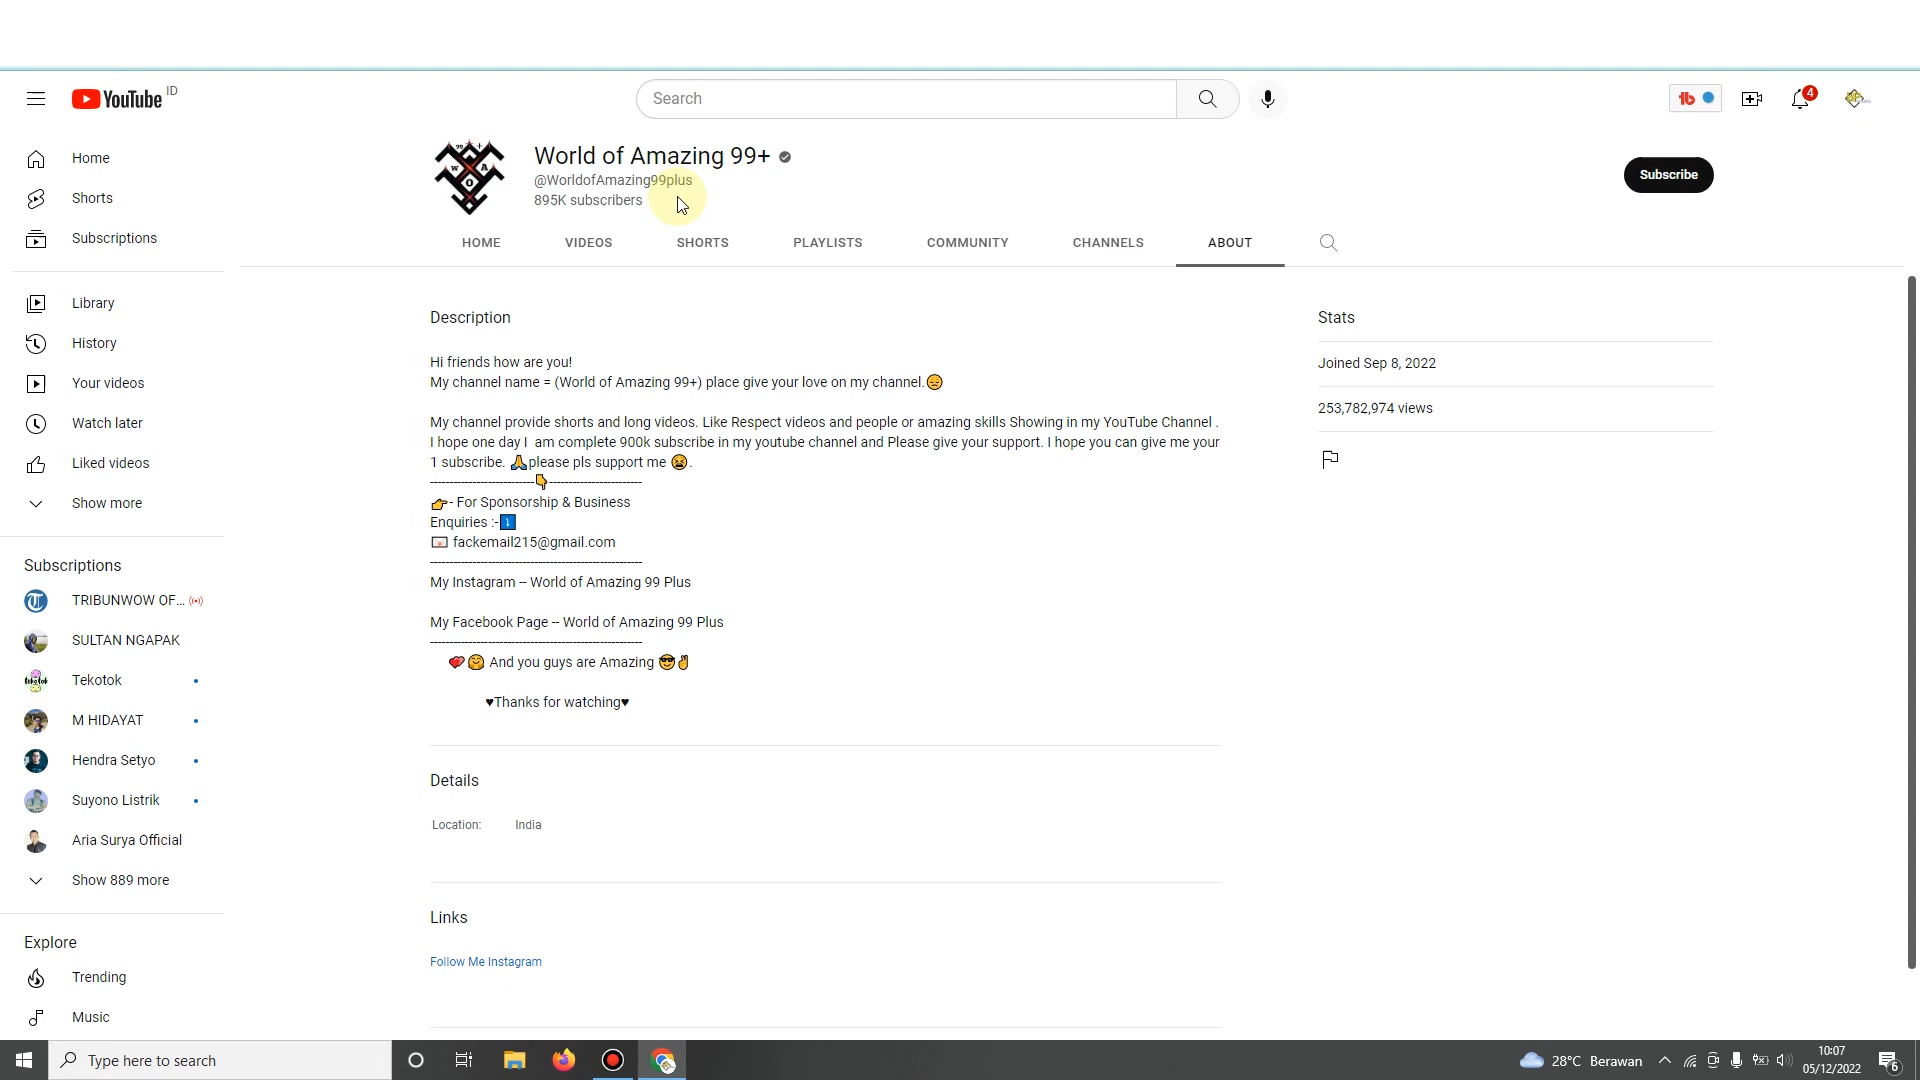 YouTube ID
Search
4
Home
Shorts
Subscriptions
Library
History
Your videos
Watch later
Liked videos
Show more
Subscriptions
TRIBUNWOW OF...
SULTAN NGAPAK
Tekotok
M HIDAYAT
Hendra Setyo
Suyono Listrik
Aria Surya Official
Show 889 more
Explore
Trending
Music
World of Amazing 99+
@WorldofAmazing99plus
895K subscribers
Subscribe
HOME VIDEOS SHORTS PLAYLISTS COMMUNITY CHANNELS ABOUT
Description
Hi friends how are you!
My channel name = (World of Amazing 99+) place give your love on my channel.😔
My channel provide shorts and long videos. Like Respect videos and people or amazing skills Showing in my YouTube Channel .
I hope one day I am complete 900k subscribe in my youtube channel and Please give your support. I hope you can give me your
1 subscribe. 🙏please pls support me 😫.
--------------------------👇-----------------------
👉- For Sponsorship & Business
Enquiries :-⤵️
💌 fackemail215@gmail.com
-----------------------------------------------------
My Instagram -- World of Amazing 99 Plus
My Facebook Page -- World of Amazing 99 Plus
-----------------------------------------------------
💖🤗 And you guys are Amazing 😎✌
♥Thanks for watching♥
Details
Location: India
Links
Follow Me Instagram
Stats
Joined Sep 8, 2022
253,782,974 views
Type here to search
28°C Berawan
10:07
05/12/2022
6